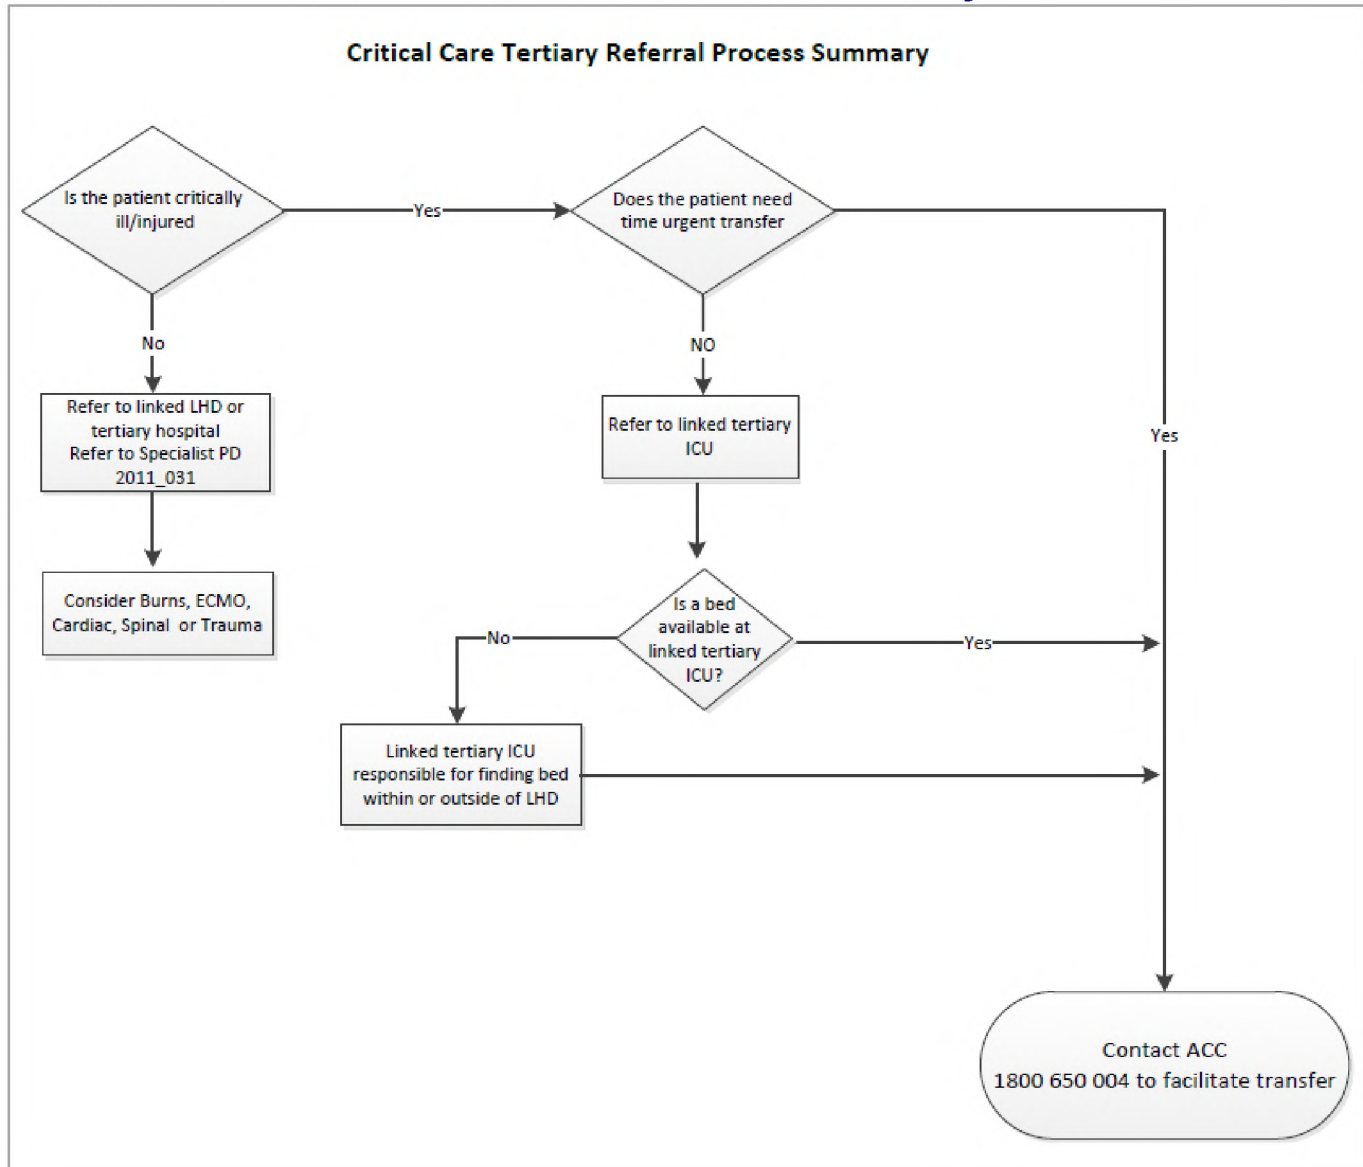 Critical Care Tertiary Referral Process Summary
Is the patient critically
ill/injured
Yes
Does the patient need
time urgent transfer
No
NO
Refer to linked LHD or
tertiary hospital
Refer to Specialist PD
2011_031
Refer to linked tertiary
ICU
Yes
Consider Burns, ECMO,
Cardiac, Spinal or Trauma
Is a bed
available at
linked tertiary
ICU?
No
Yes
Linked tertiary ICU
responsible for finding bed
within or outside of LHD
Contact ACC
1800 650 004 to facilitate transfer